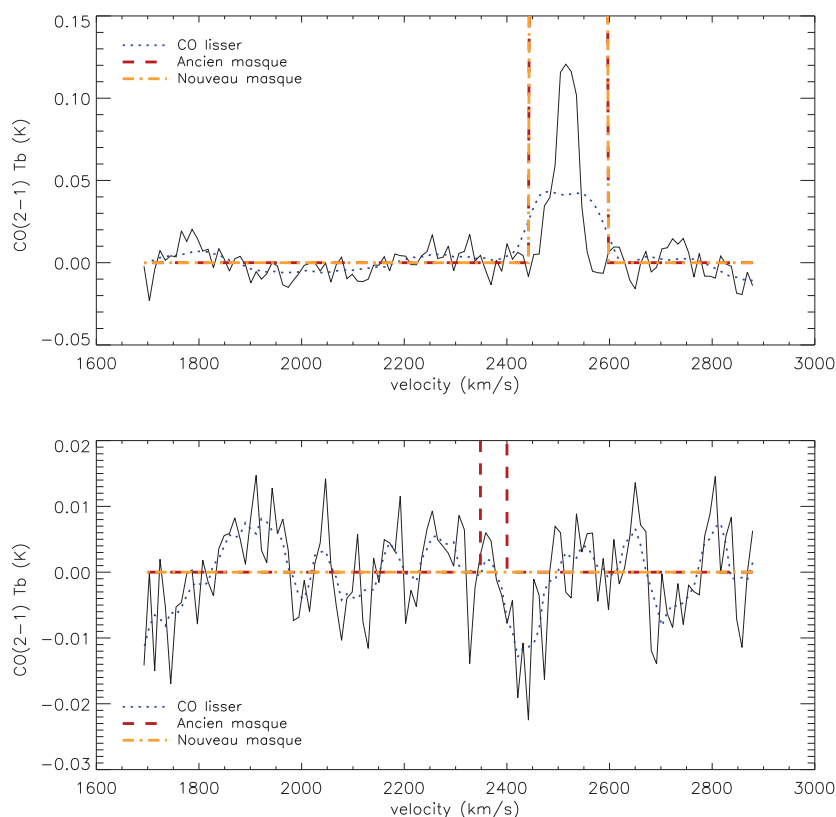 0.15
0.10
0.05
0.00
−0.05
CO(2−1) Tb (K)
CO lisser
Ancien masque
Nouveau masque
1600 1800 2000 2200 2400 2600 2800 3000
velocity (km/s)
0.02
0.01
0.00
−0.01
−0.02
−0.03
CO(2−1) Tb (K)
CO lisser
Ancien masque
Nouveau masque
1600 1800 2000 2200 2400 2600 2800 3000
velocity (km/s)